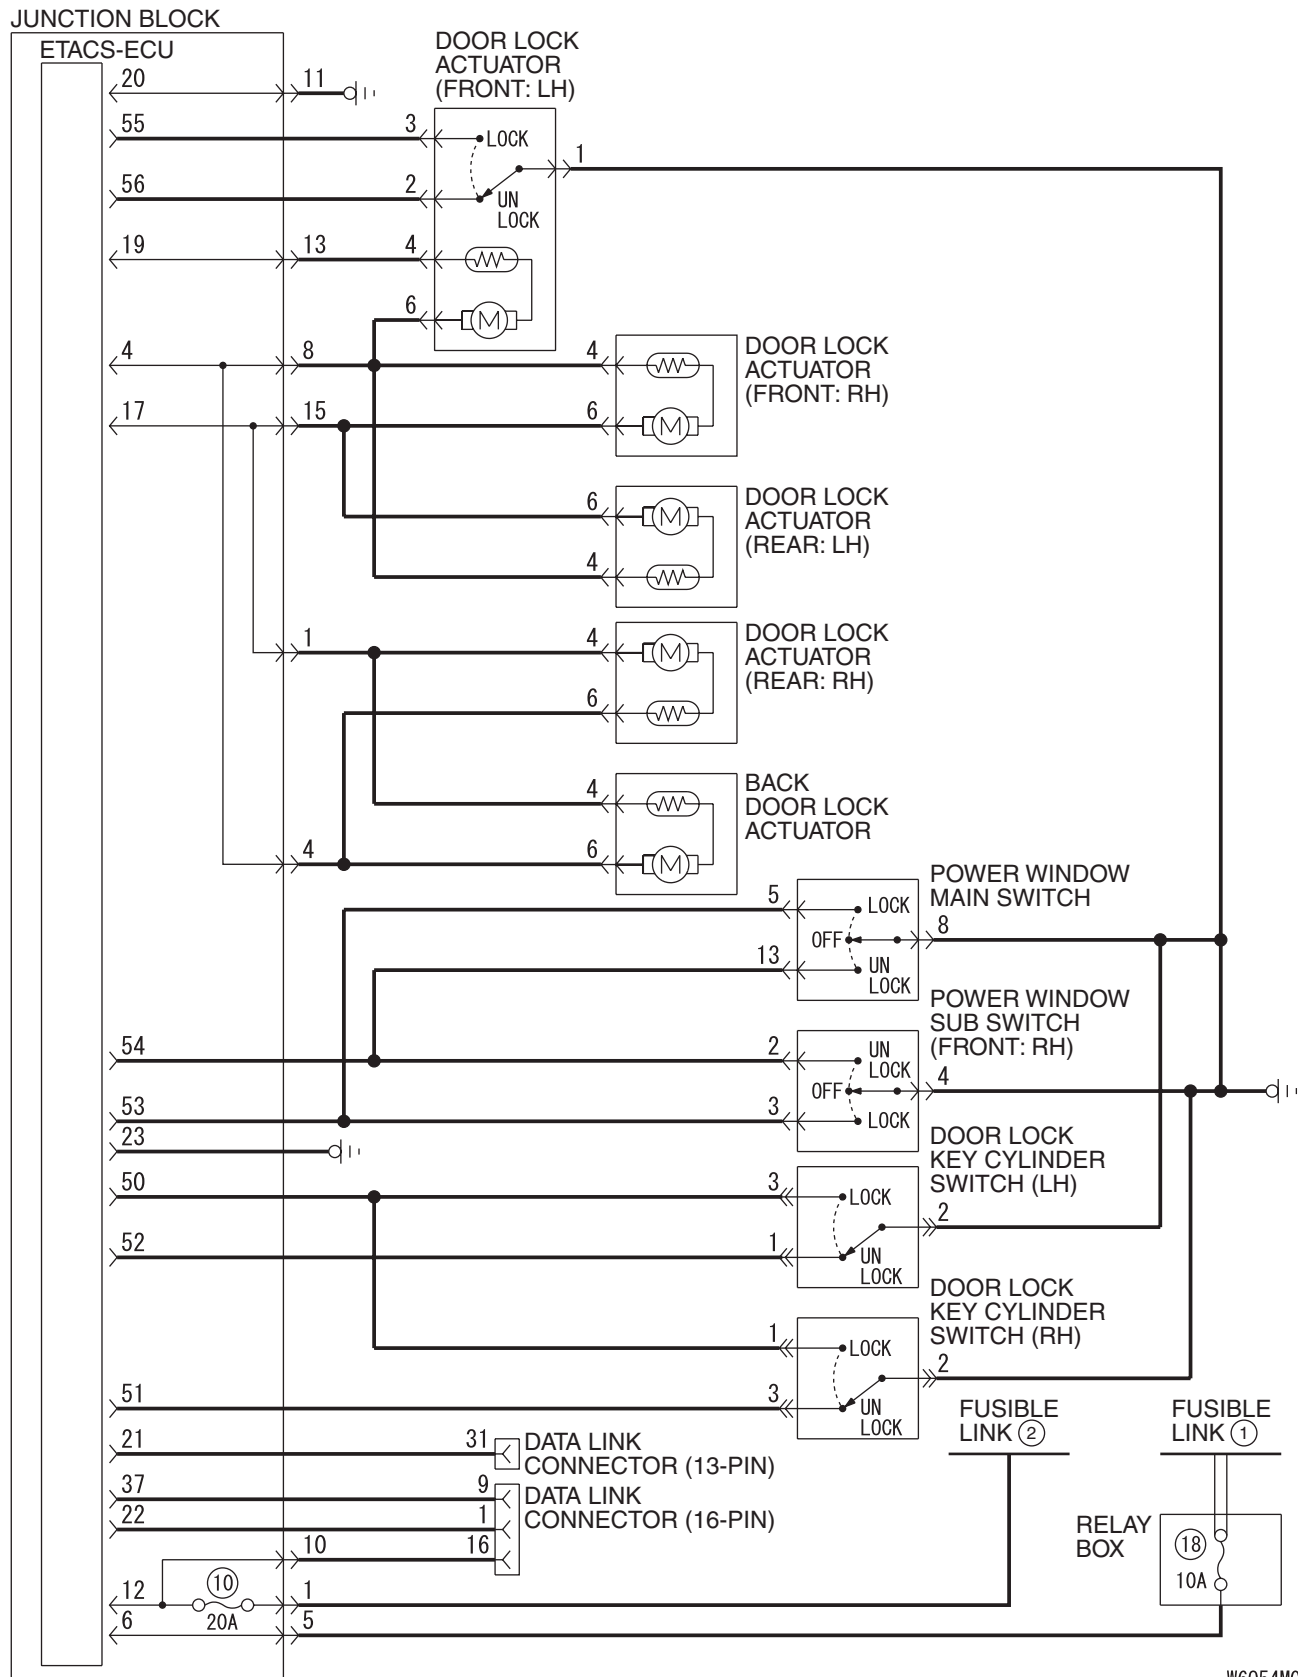 JUNCTION BLOCK
ETACS-ECU
DOOR LOCK
ACTUATOR
(FRONT: LH)
20 11
55 3 LOCK
1
56 2 UN
LOCK
19 13 4
6
4 8 4
DOOR LOCK
ACTUATOR
(FRONT: RH)
17 15 6 M
M
6 M
DOOR LOCK
ACTUATOR
(REAR: LH)
4
1 4 M
DOOR LOCK
ACTUATOR
(REAR: RH)
6
4
BACK
DOOR LOCK
ACTUATOR
4 6 M
POWER WINDOW
MAIN SWITCH
5 LOCK
OFF 8
13 UN
LOCK
POWER WINDOW
SUB SWITCH
(FRONT: RH)
54 2 UN
LOCK
OFF 4
53 3 LOCK
23
DOOR LOCK
KEY CYLINDER
SWITCH (LH)
50 3 LOCK
2
52 1 UN
LOCK
DOOR LOCK
KEY CYLINDER
SWITCH (RH)
1 LOCK
2
51 3 UN
LOCK
FUSIBLE
LINK 2
FUSIBLE
LINK 1
21 31 DATA LINK
CONNECTOR (13-PIN)
37 9 DATA LINK
CONNECTOR (16-PIN)
22 1
10 16
RELAY
BOX
18
10A
12 10 1
20A
6 5